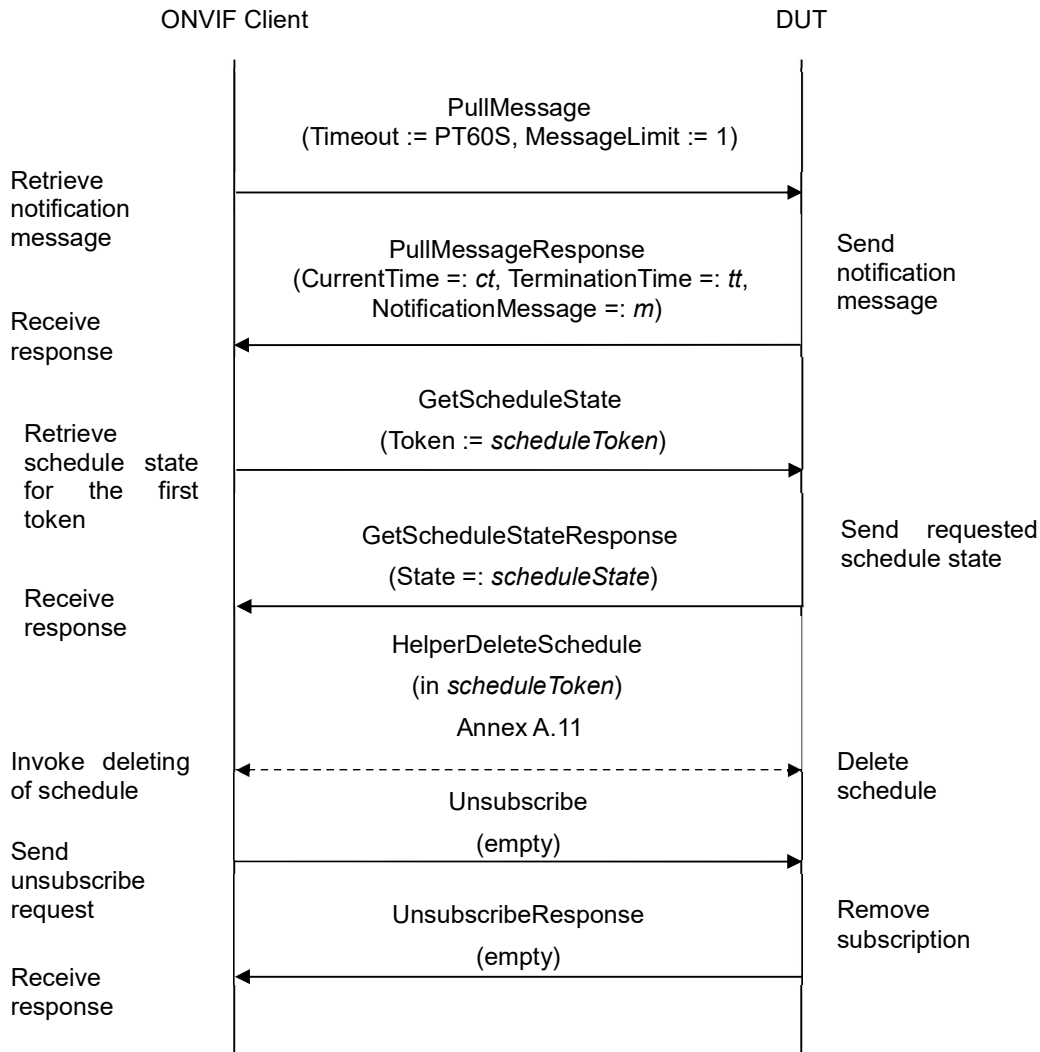 ONVIF Client
DUT
PullMessage
(Timeout := PT60S, MessageLimit := 1)
Retrieve
notification
message
PullMessageResponse
(CurrentTime =: ct, TerminationTime =: tt,
NotificationMessage =: m)
Send
notification
message
Receive
response
GetScheduleState
(Token := scheduleToken)
Retrieve
schedule state
for the first
token
GetScheduleStateResponse
(State =: scheduleState)
Send requested
schedule state
Receive
response
HelperDeleteSchedule
(in scheduleToken)
Annex A.11
Invoke deleting
of schedule
Delete
schedule
Unsubscribe
(empty)
Send
unsubscribe
request
UnsubscribeResponse
(empty)
Remove
subscription
Receive
response